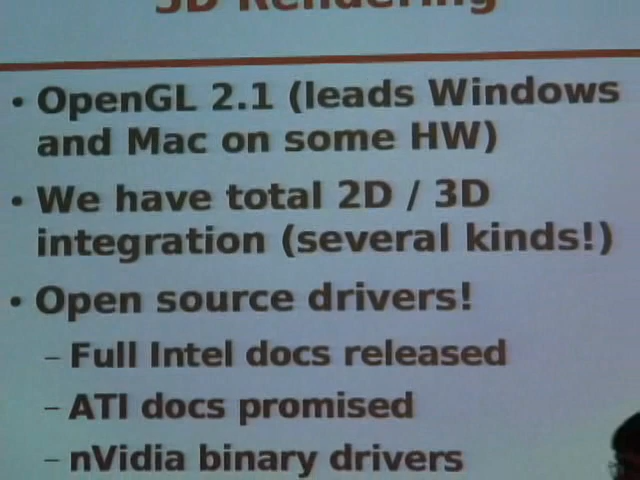 3D Rendering
• OpenGL 2.1 (leads Windows
and Mac on some HW)
• We have total 2D / 3D
integration (several kinds!)
• Open source drivers!
– Full Intel docs released
– ATI docs promised
– nVidia binary drivers